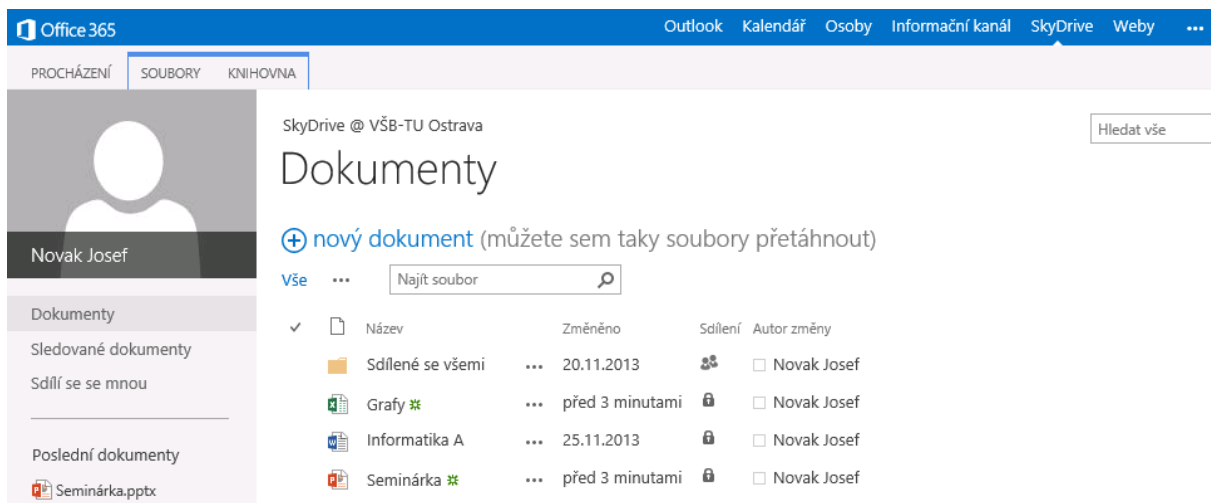 Office 365 Outlook Kalendář Osoby Informační kanál SkyDrive Weby •••
PROCHÁZENÍ SOUBORY KNIHOVNA
SkyDrive @ VŠB-TU Ostrava
Hledat vše
Dokumenty
Novak Josef
nový dokument (můžete sem taky soubory přetáhnout)
Vše ••• Najít soubor
Dokumenty
Sledované dokumenty
Sdílí se se mnou
Poslední dokumenty
Seminárka.pptx
Název Změněno Sdílení Autor změny
Sdílené se všemi ••• 20.11.2013 Novak Josef
Grafy ••• před 3 minutami Novak Josef
Informatika A ••• 25.11.2013 Novak Josef
Seminárka ••• před 3 minutami Novak Josef